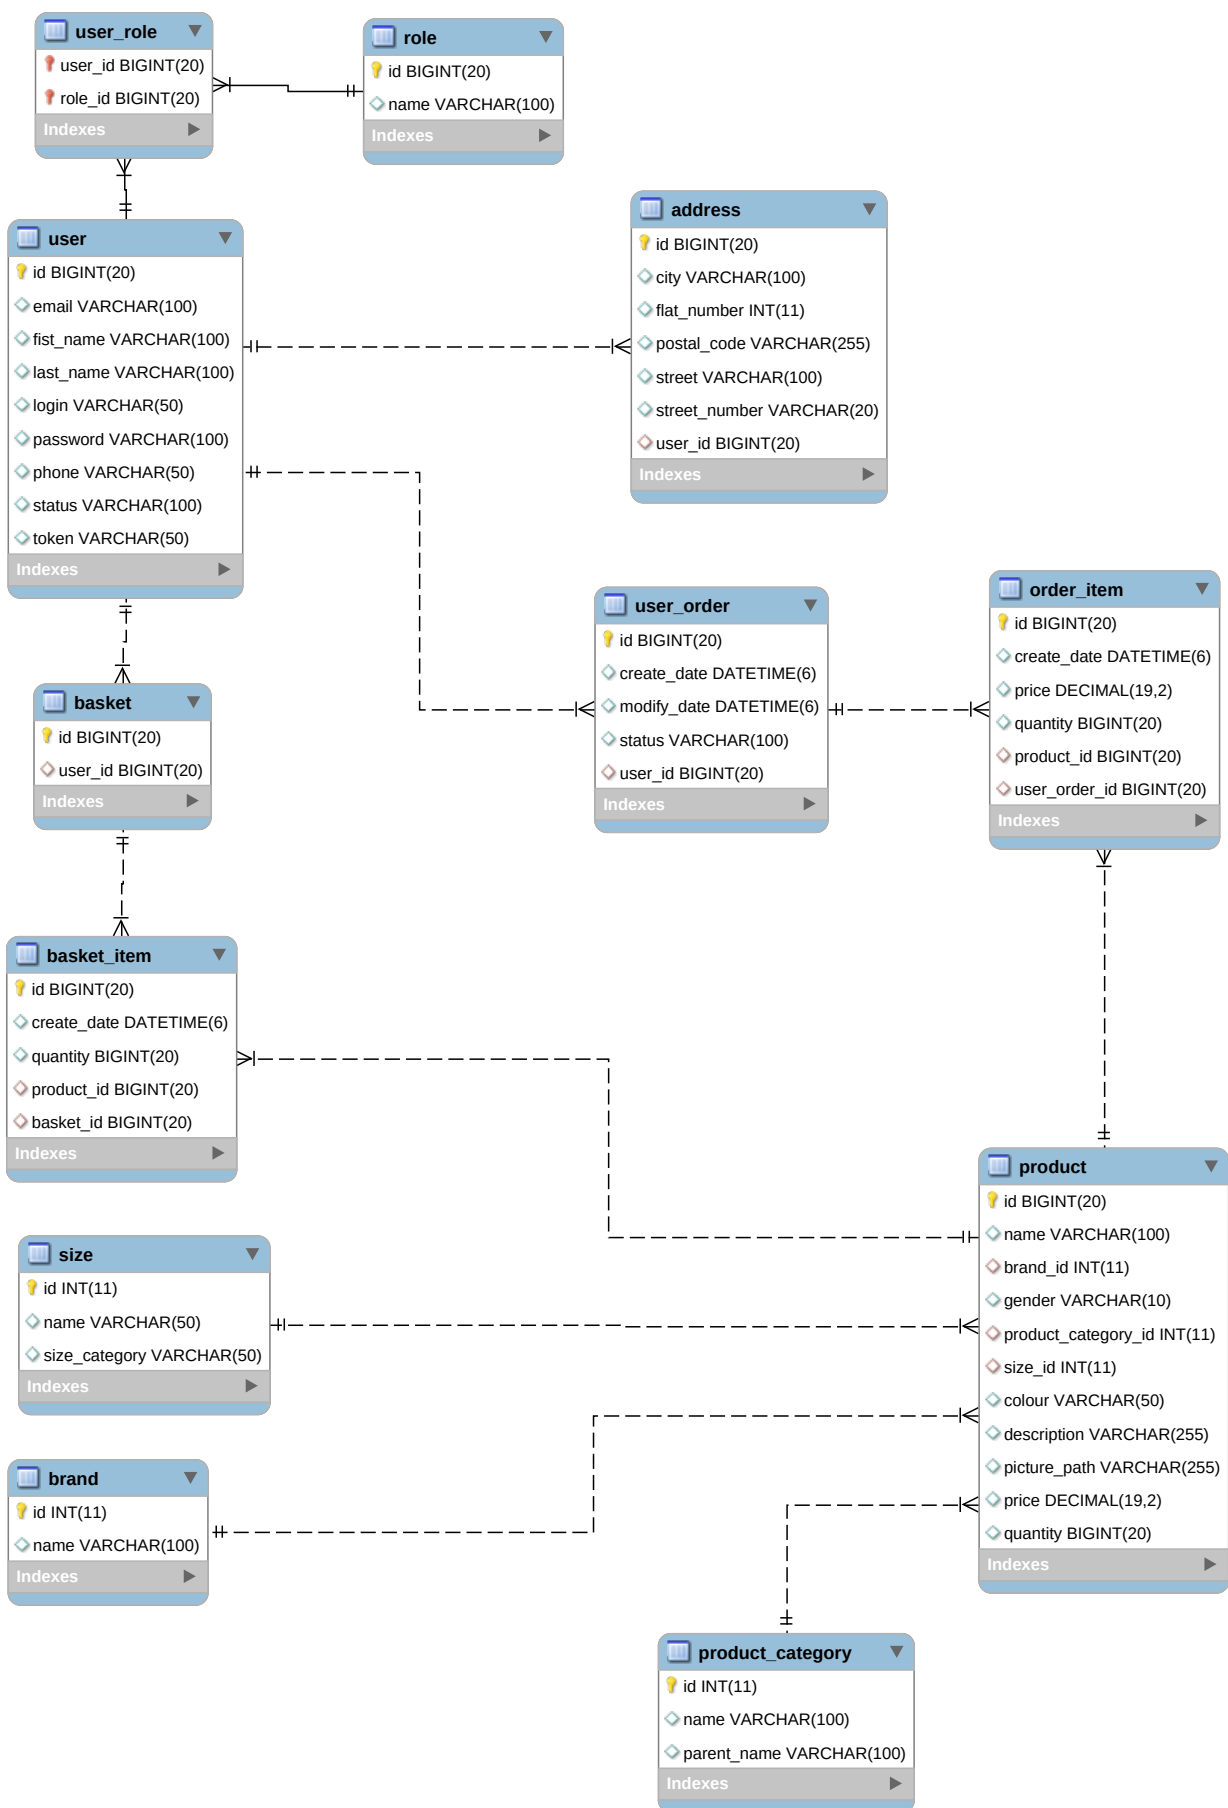 user_role
user_id BIGINT(20)
role_id BIGINT(20)
Indexes
role
id BIGINT(20)
name VARCHAR(100)
Indexes
user
id BIGINT(20)
email VARCHAR(100)
fist_name VARCHAR(100)
last_name VARCHAR(100)
login VARCHAR(50)
password VARCHAR(100)
phone VARCHAR(50)
status VARCHAR(100)
token VARCHAR(50)
Indexes
address
id BIGINT(20)
city VARCHAR(100)
flat_number INT(11)
postal_code VARCHAR(255)
street VARCHAR(100)
street_number VARCHAR(20)
user_id BIGINT(20)
Indexes
user_order
id BIGINT(20)
create_date DATETIME(6)
modify_date DATETIME(6)
status VARCHAR(100)
user_id BIGINT(20)
Indexes
order_item
id BIGINT(20)
create_date DATETIME(6)
price DECIMAL(19,2)
quantity BIGINT(20)
product_id BIGINT(20)
user_order_id BIGINT(20)
Indexes
basket
id BIGINT(20)
user_id BIGINT(20)
Indexes
basket_item
id BIGINT(20)
create_date DATETIME(6)
quantity BIGINT(20)
product_id BIGINT(20)
basket_id BIGINT(20)
Indexes
product
id BIGINT(20)
name VARCHAR(100)
brand_id INT(11)
gender VARCHAR(10)
product_category_id INT(11)
size_id INT(11)
colour VARCHAR(50)
description VARCHAR(255)
picture_path VARCHAR(255)
price DECIMAL(19,2)
quantity BIGINT(20)
Indexes
size
id INT(11)
name VARCHAR(50)
size_category VARCHAR(50)
Indexes
brand
id INT(11)
name VARCHAR(100)
Indexes
product_category
id INT(11)
name VARCHAR(100)
parent_name VARCHAR(100)
Indexes